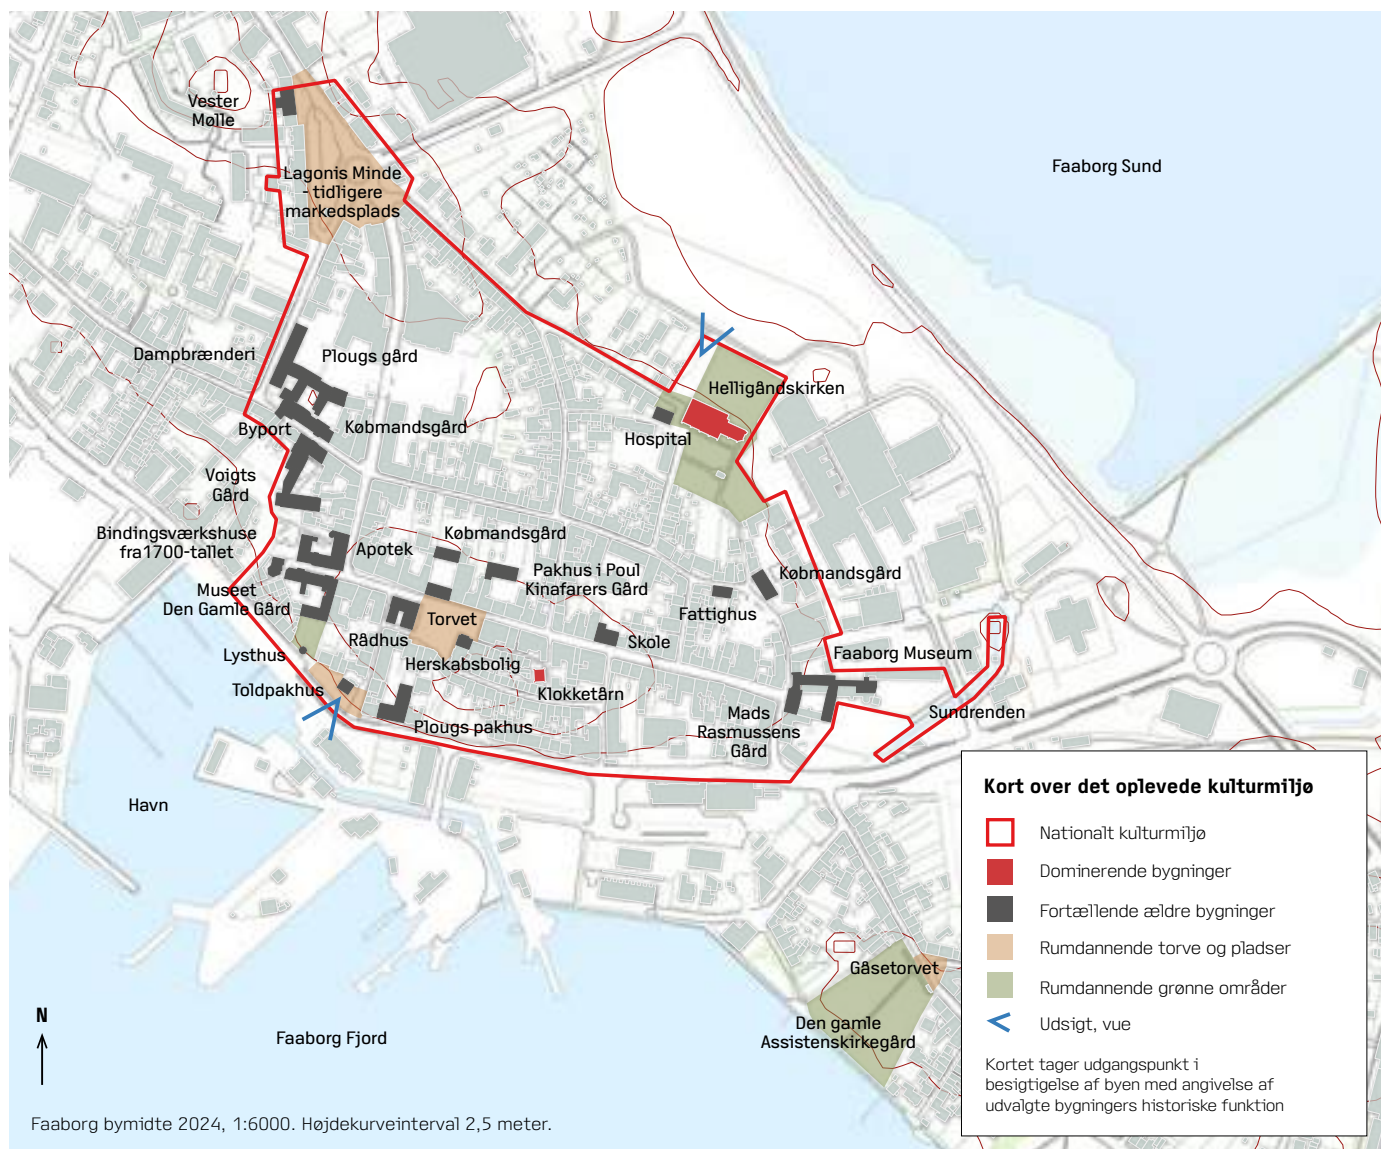 Vester
Mølle
Faaborg Sund
Lagonis Minde
- tidligere
markedsplads
Dampbrænderi
Plougs gård
Helligåndskirken
Byport
Købmandsgård
Hospital
Voigts
Gård
Bindingsværkshuse
fra1700-tallet
Apotek
Købmandsgård
Pakhus i Poul
Kinafarers Gård
Købmandsgård
Museet
Den Gamle Gård
Fattighus
Torvet
Rådhus
Skole
Lysthus
Herskabsbolig
Faaborg Museum
Toldpakhus
Klokketårn
Plougs pakhus
Mads
Rasmussens
Gård
Sundrenden
Havn
Gåsetorvet
Den gamle
Assistenskirkegård
Faaborg Fjord
N
Faaborg bymidte 2024, 1:6000. Højdekurveinterval 2,5 meter.
Kort over det oplevede kulturmiljø
Nationalt kulturmiljø
Dominerende bygninger
Fortællende ældre bygninger
Rumdannende torve og pladser
Rumdannende grønne områder
Udsigt, vue
Kortet tager udgangspunkt i
besigtigelse af byen med angivelse af
udvalgte bygningers historiske funktion